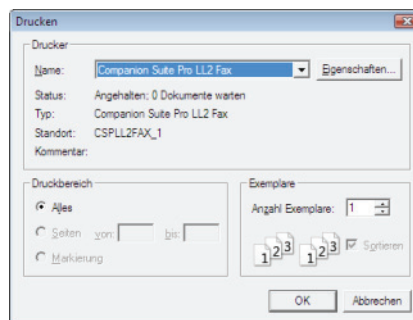 Drucken
Drucker
Name: Companion Suite Pro LL2 Fax Eigenschaften...
Status: Angehalten; 0 Dokumente warten
Typ: Companion Suite Pro LL2 Fax
Standort: CSPLL2FAX_1
Kommentar:
Druckbereich
Alles
Seiten von: bis:
Markierung
Exemplare
Anzahl Exemplare: 1
1 2 3 1 2 3 Sortieren
OK Abbrechen